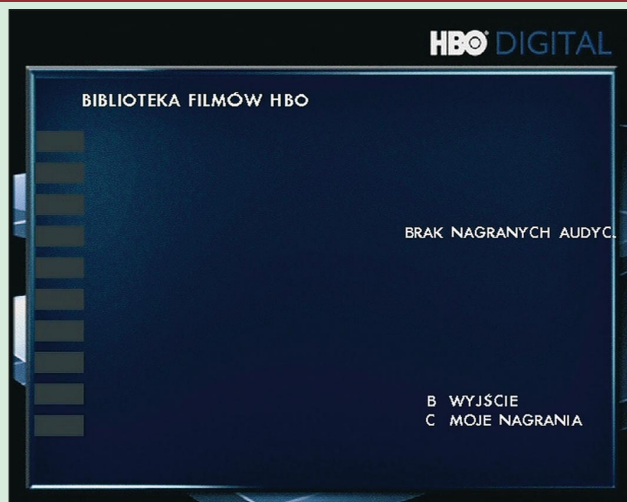 HBO DIGITAL
BIBLIOTEKA FILMÓW HBO
BRAK NAGRANYCH AUDYC.
B WYJŚCIE
C MOJE NAGRANIA